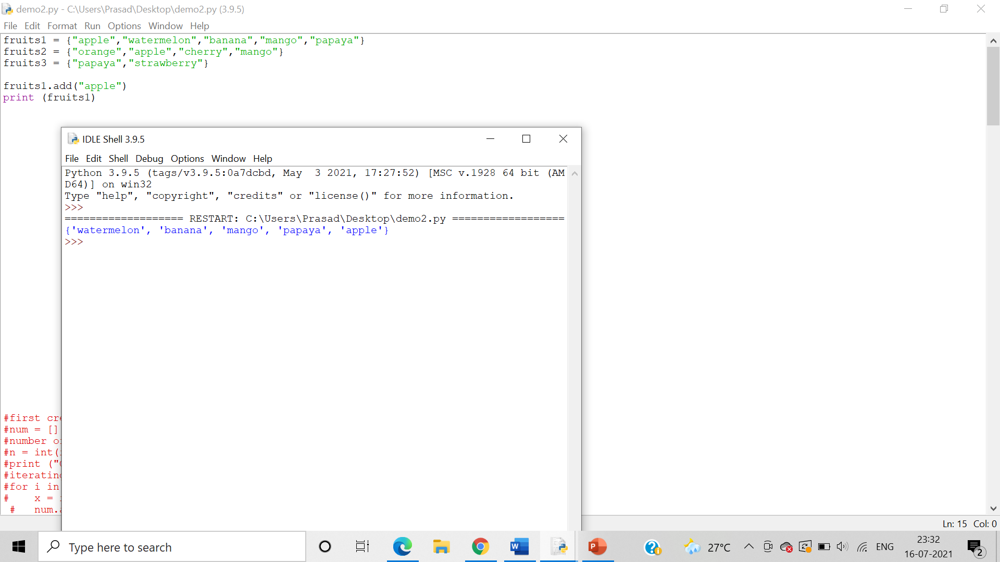 demo2.py - C:\Users\Prasad\Desktop\demo2.py (3.9.5)
File Edit Format Run Options Window Help
fruits1 = {"apple","watermelon","banana","mango","papaya"}
fruits2 = {"orange","apple","cherry","mango"}
fruits3 = {"papaya","strawberry"}
fruits1.add("apple")
print (fruits1)
IDLE Shell 3.9.5
File Edit Shell Debug Options Window Help
Python 3.9.5 (tags/v3.9.5:0a7dcbd, May  3 2021, 17:27:52) [MSC v.1928 64 bit (AM
D64)] on win32
Type "help", "copyright", "credits" or "license()" for more information.
>>>
=================== RESTART: C:\Users\Prasad\Desktop\demo2.py ==================
{'watermelon', 'banana', 'mango', 'papaya', 'apple'}
>>>
#first
#num = []
#number
#n = int(
#print ("
#iterating
#for i in
#    x =
#    num.
Ln: 15 Col: 0
Type here to search
27°C
ENG
23:32
16-07-2021
2